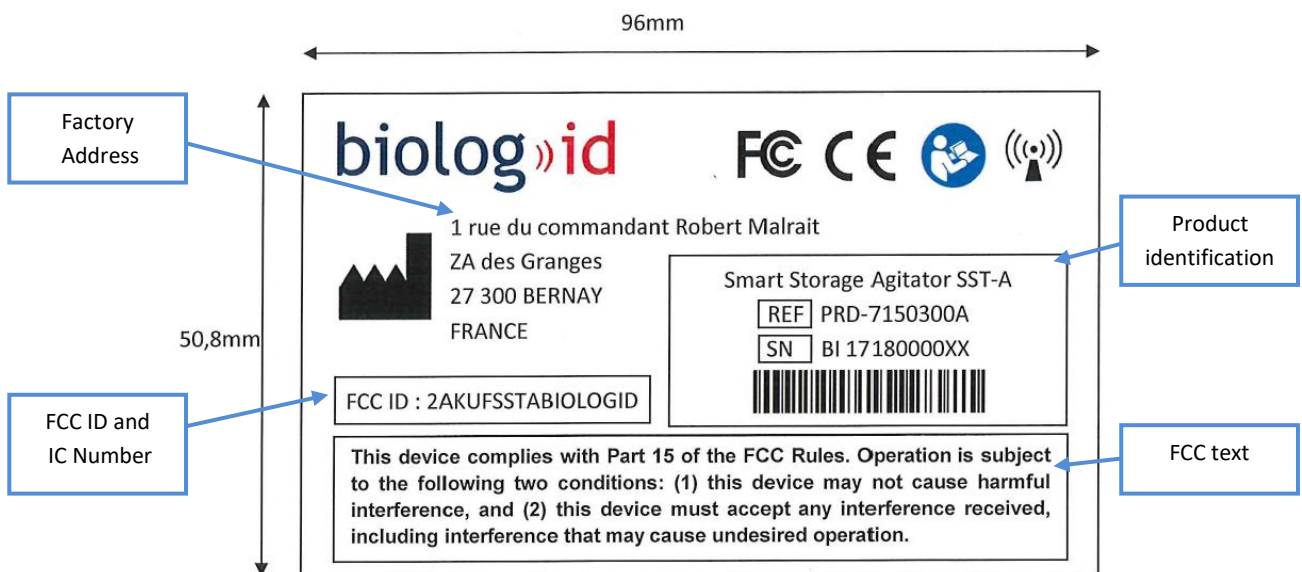 96mm
Factory
Address
biolog id
FC CE
1 rue du commandant Robert Malrait
ZA des Granges
27 300 BERNAY
FRANCE
Product
identification
Smart Storage Agitator SST-A
REF PRD-7150300A
SN BI 17180000XX
50,8mm
FCC ID and
IC Number
FCC ID : 2AKUFSSTABIOLOGID
FCC text
This device complies with Part 15 of the FCC Rules. Operation is subject
to the following two conditions: (1) this device may not cause harmful
interference, and (2) this device must accept any interference received,
including interference that may cause undesired operation.